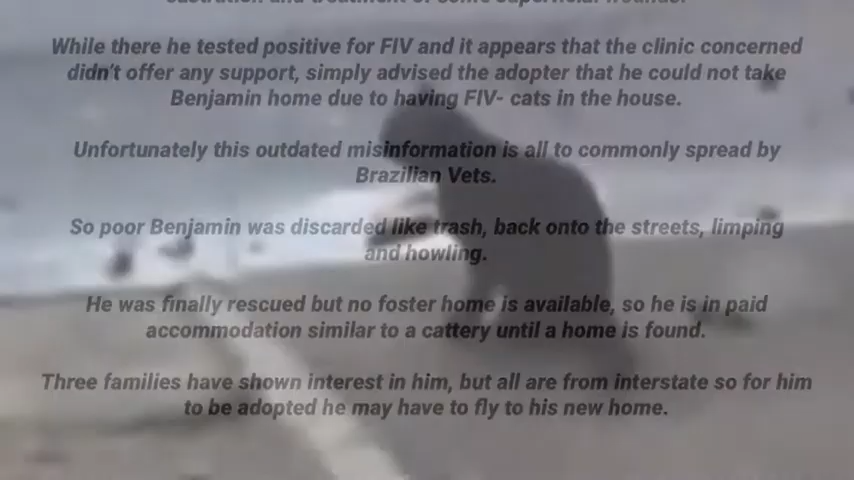 While there he tested positive for FIV and it appears that the clinic concerned
didn't offer any support, simply advised the adopter that he could not take
Benjamin home due to having FIV- cats in the house.
Unfortunately this outdated misinformation is all to commonly spread by
Brazilian Vets.
So poor Benjamin was discarded like trash, back onto the streets, limping
and howling.
He was finally rescued but no foster home is available, so he is in paid
accommodation similar to a cattery until a home is found.
Three families have shown interest in him, but all are from interstate so for him
to be adopted he may have to fly to his new home.